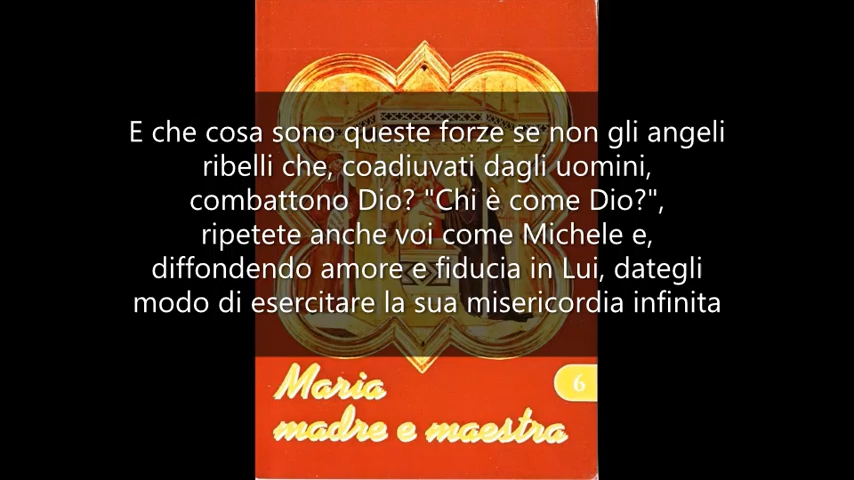 E che cosa sono queste forze se non gli angeli
ribelli che, coadiuvati dagli uomini,
combattono Dio? "Chi è come Dio?",
ripetete anche voi come Michele e,
diffondendo amore e fiducia in Lui, dategli
modo di esercitare la sua misericordia infinita
Maria
6
madre e maestra